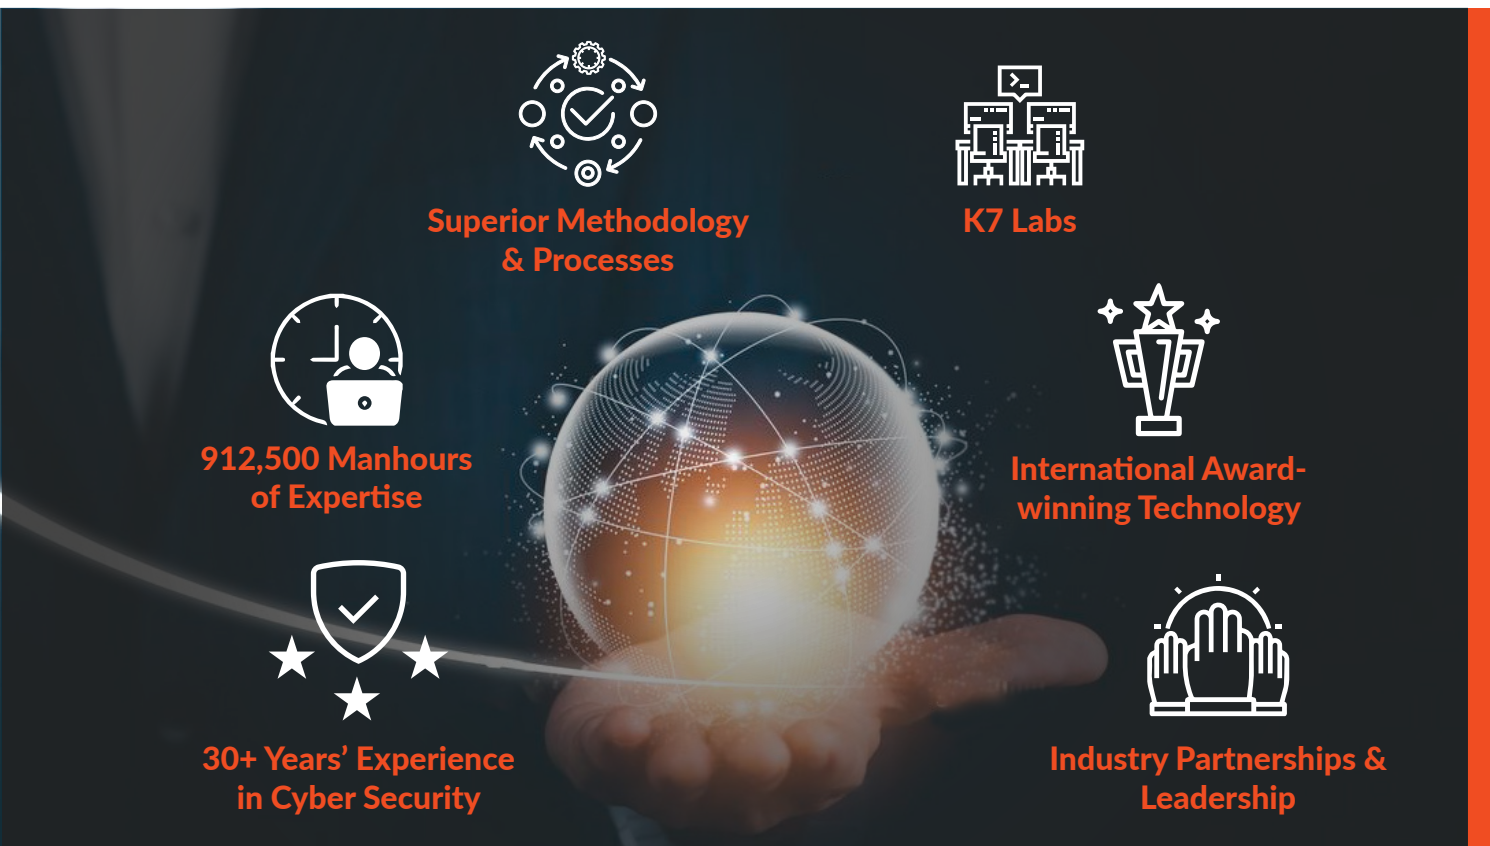 Superior Methodology
& Processes
K7 Labs
912,500 Manhours
of Expertise
International Award-
winning Technology
30+ Years’ Experience
in Cyber Security
Industry Partnerships &
Leadership